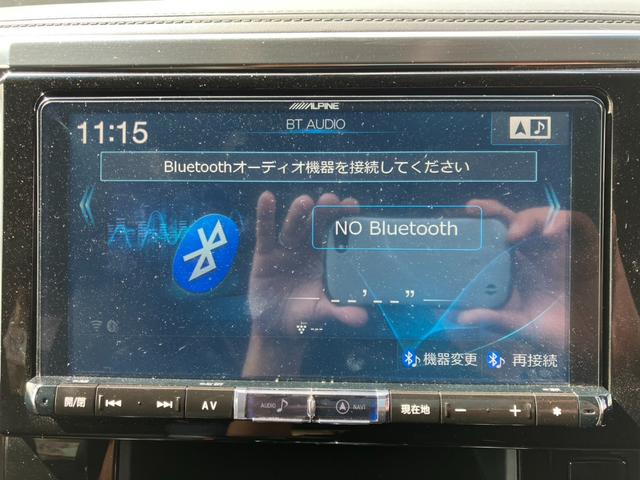 ALPINE
11:15
BT AUDIO
Bluetoothオーディオ機器を接続してください
NO Bluetooth
_ _ ' _ _ "
---
機器変更 再接続
開/閉
AV
AUDIO
NAVI
現在地
− +